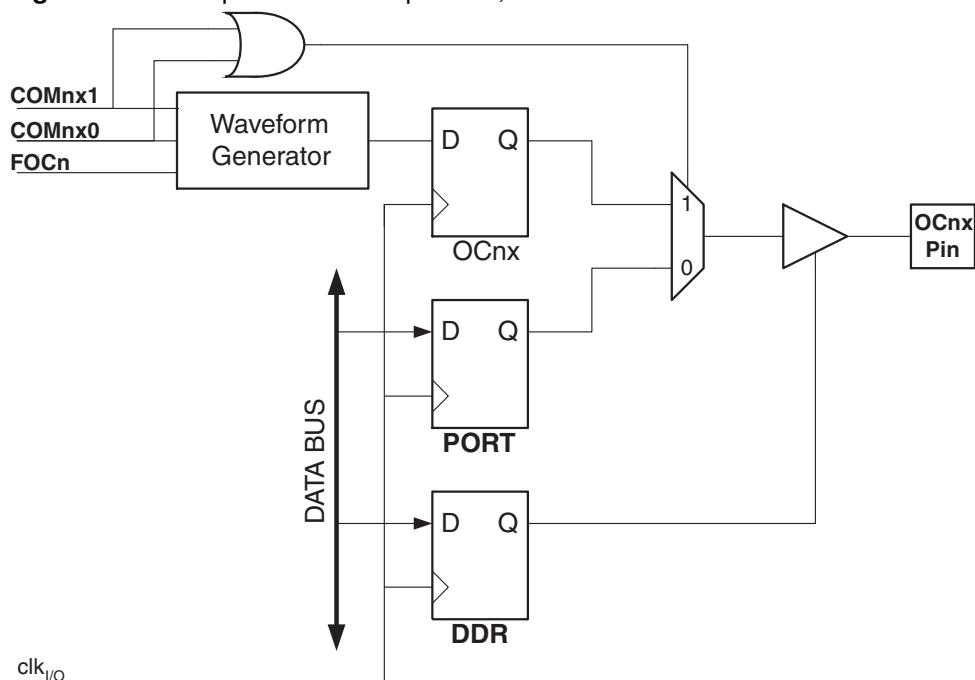 COMnx1
COMnx0
FOCn
Waveform
Generator
D Q
OCnx
1
0
OCnx
Pin
D Q
PORT
DATA BUS
D Q
DDR
clkI/O